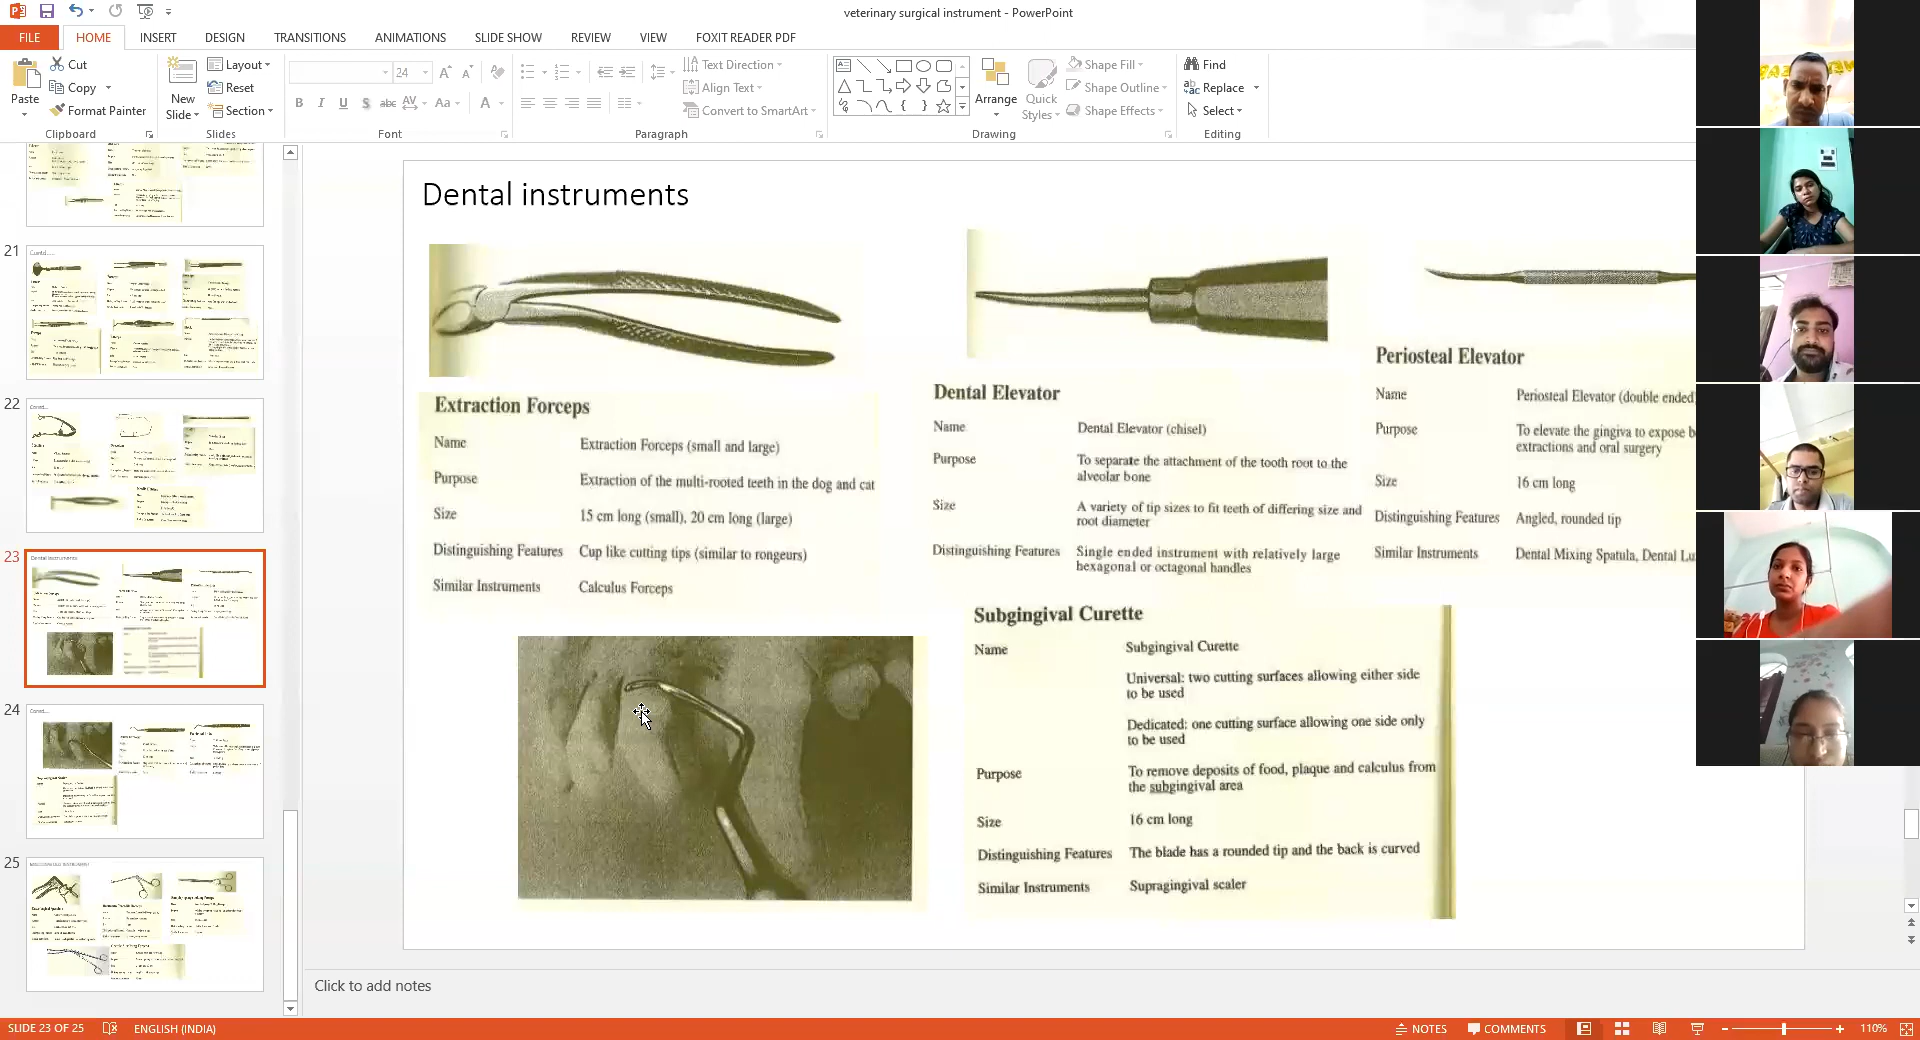 veterinary surgical instrument - PowerPoint
FILE
HOME
INSERT
DESIGN
TRANSITIONS
ANIMATIONS
SLIDE SHOW
REVIEW
VIEW
FOXIT READER PDF
Paste
Cut
Copy
Format Painter
Clipboard
New Slide
Layout
Reset
Section
Slides
24
Font
Text Direction
Align Text
Convert to SmartArt
Paragraph
Arrange
Quick Styles
Shape Fill
Shape Outline
Shape Effects
Drawing
Find
Replace
Select
Editing
21
22
23
24
25
Dental instruments
Extraction Forceps
Name Extraction Forceps (small and large)
Purpose Extraction of the multi-rooted teeth in the dog and cat
Size 15 cm long (small), 20 cm long (large)
Distinguishing Features Cup like cutting tips (similar to rongeurs)
Similar Instruments Calculus Forceps
Dental Elevator
Name Dental Elevator (chisel)
Purpose To separate the attachment of the tooth root to the
alveolar bone
Size A variety of tip sizes to fit teeth of differing size and
root diameter
Distinguishing Features Single ended instrument with relatively large
hexagonal or octagonal handles
Periosteal Elevator
Name Periosteal Elevator (double ended)
Purpose To elevate the gingiva to expose b
extractions and oral surgery
Size 16 cm long
Distinguishing Features Angled, rounded tip
Similar Instruments Dental Mixing Spatula, Dental Lu
Subgingival Curette
Name Subgingival Curette
Universal: two cutting surfaces allowing either side
to be used
Dedicated: one cutting surface allowing one side only
to be used
Purpose To remove deposits of food, plaque and calculus from
the subgingival area
Size 16 cm long
Distinguishing Features The blade has a rounded tip and the back is curved
Similar Instruments Supragingival scaler
Click to add notes
SLIDE 23 OF 25
ENGLISH (INDIA)
NOTES
COMMENTS
110%